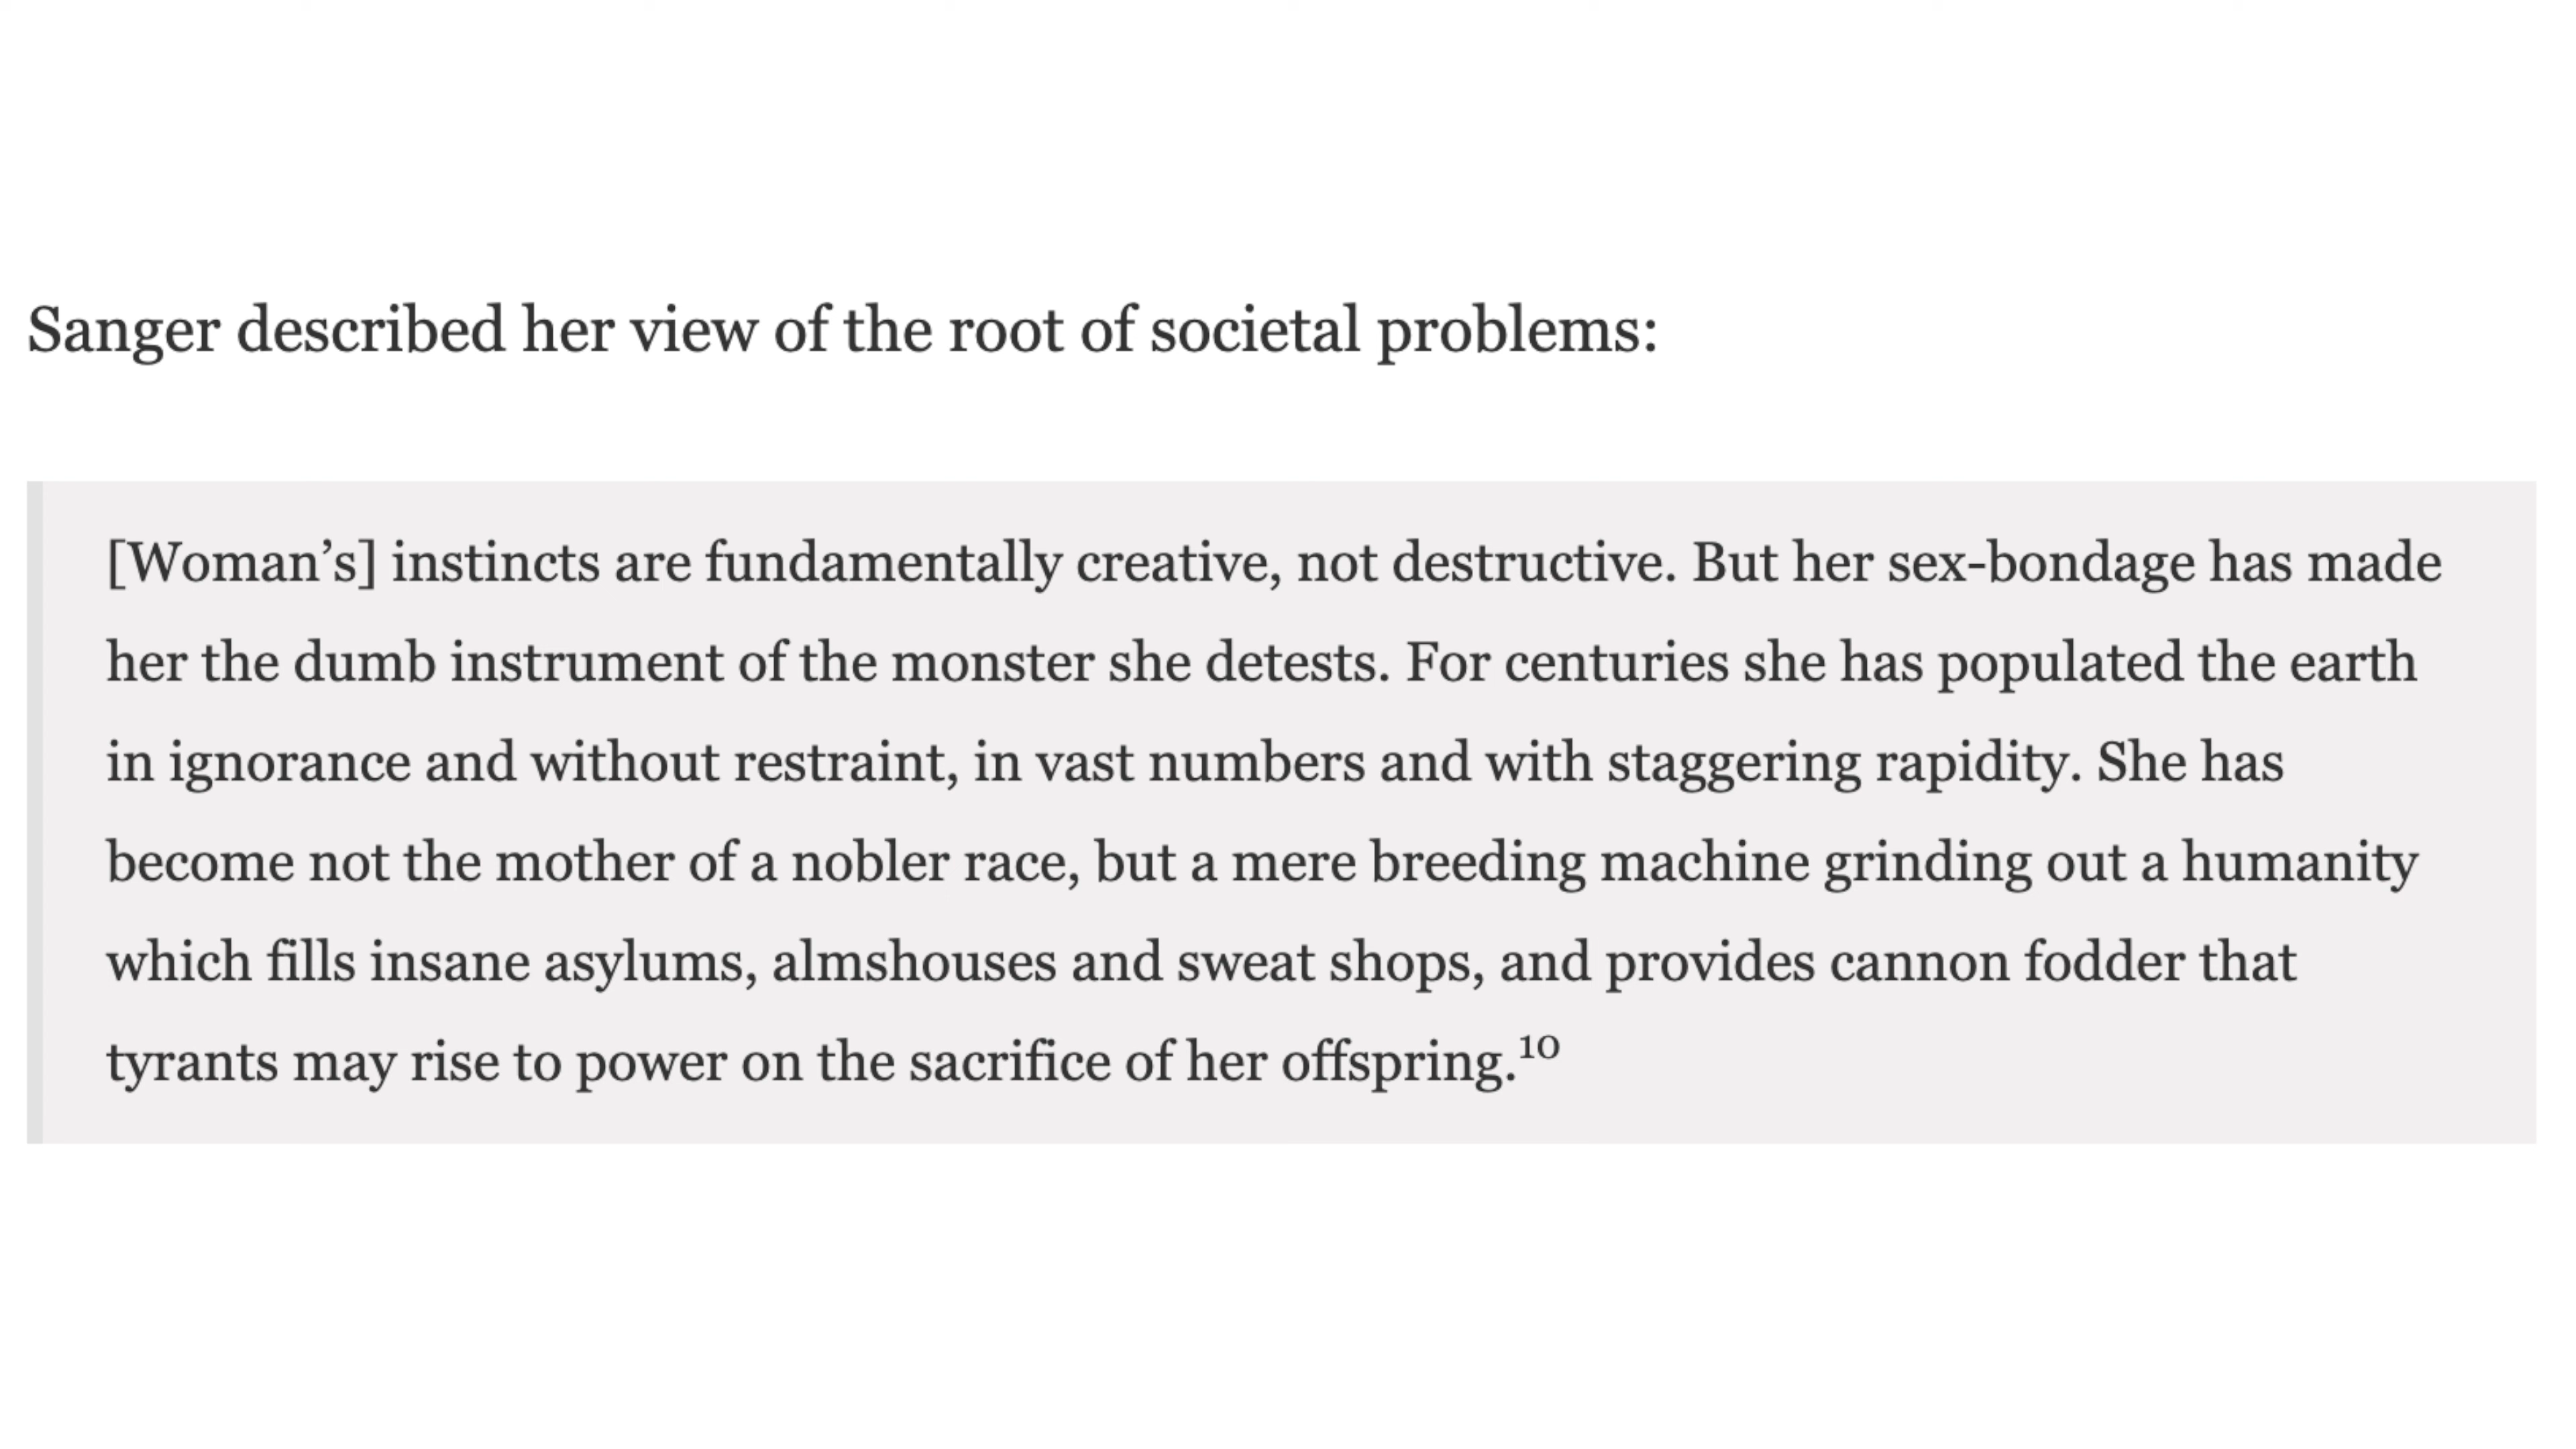 Sanger described her view of the root of societal problems:
[Woman’s] instincts are fundamentally creative, not destructive. But her sex-bondage has made
her the dumb instrument of the monster she detests. For centuries she has populated the earth
in ignorance and without restraint, in vast numbers and with staggering rapidity. She has
become not the mother of a nobler race, but a mere breeding machine grinding out a humanity
which fills insane asylums, almshouses and sweat shops, and provides cannon fodder that
tyrants may rise to power on the sacrifice of her offspring.¹⁰